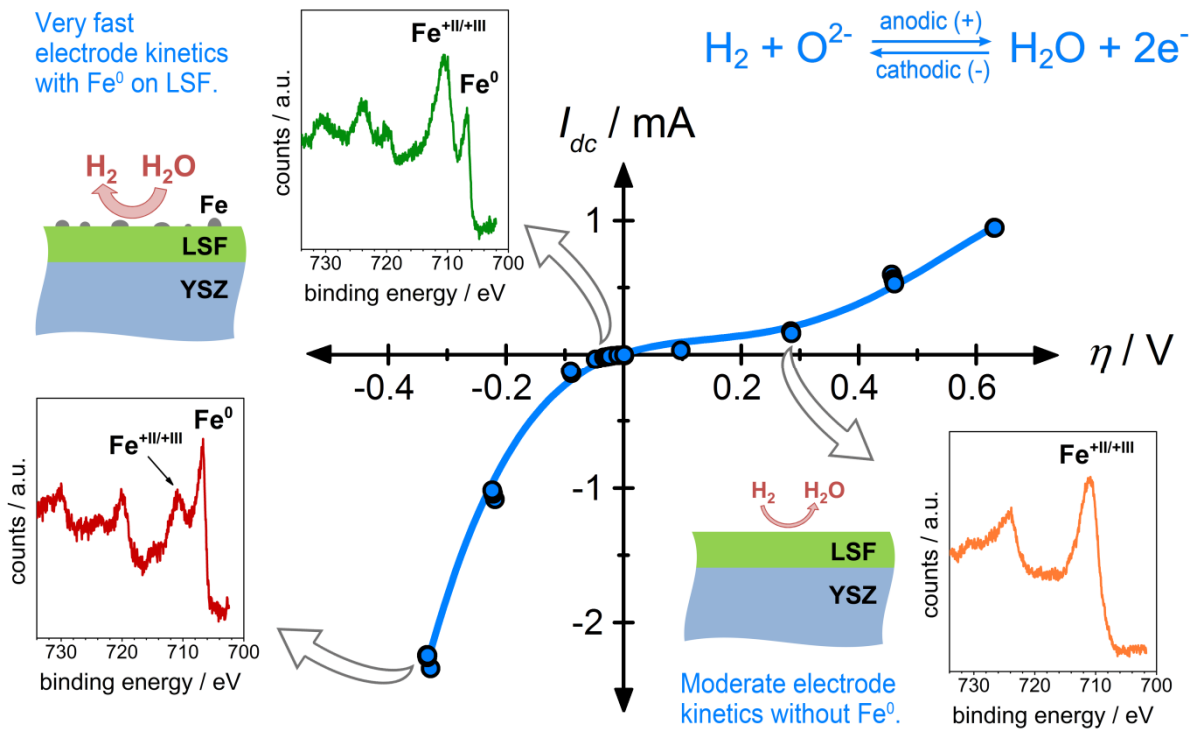 Very fast
electrode kinetics
with Fe⁰ on LSF.
H₂ H₂O
Fe
LSF
YSZ
counts / a.u.
Fe⁺ᴵᴵ/⁺ᴵᴵᴵ
Fe⁰
730 720 710 700
binding energy / eV
H₂ + O²⁻ anodic (+) H₂O + 2e⁻
cathodic (-)
I_dc / mA
1
-1
-2
-0.4 -0.2 0.2 0.4 0.6
η / V
counts / a.u.
Fe⁺ᴵᴵ/⁺ᴵᴵᴵ
Fe⁰
730 720 710 700
binding energy / eV
H₂ H₂O
LSF
YSZ
Moderate electrode
kinetics without Fe⁰.
counts / a.u.
Fe⁺ᴵᴵ/⁺ᴵᴵᴵ
730 710 700
binding energy / eV